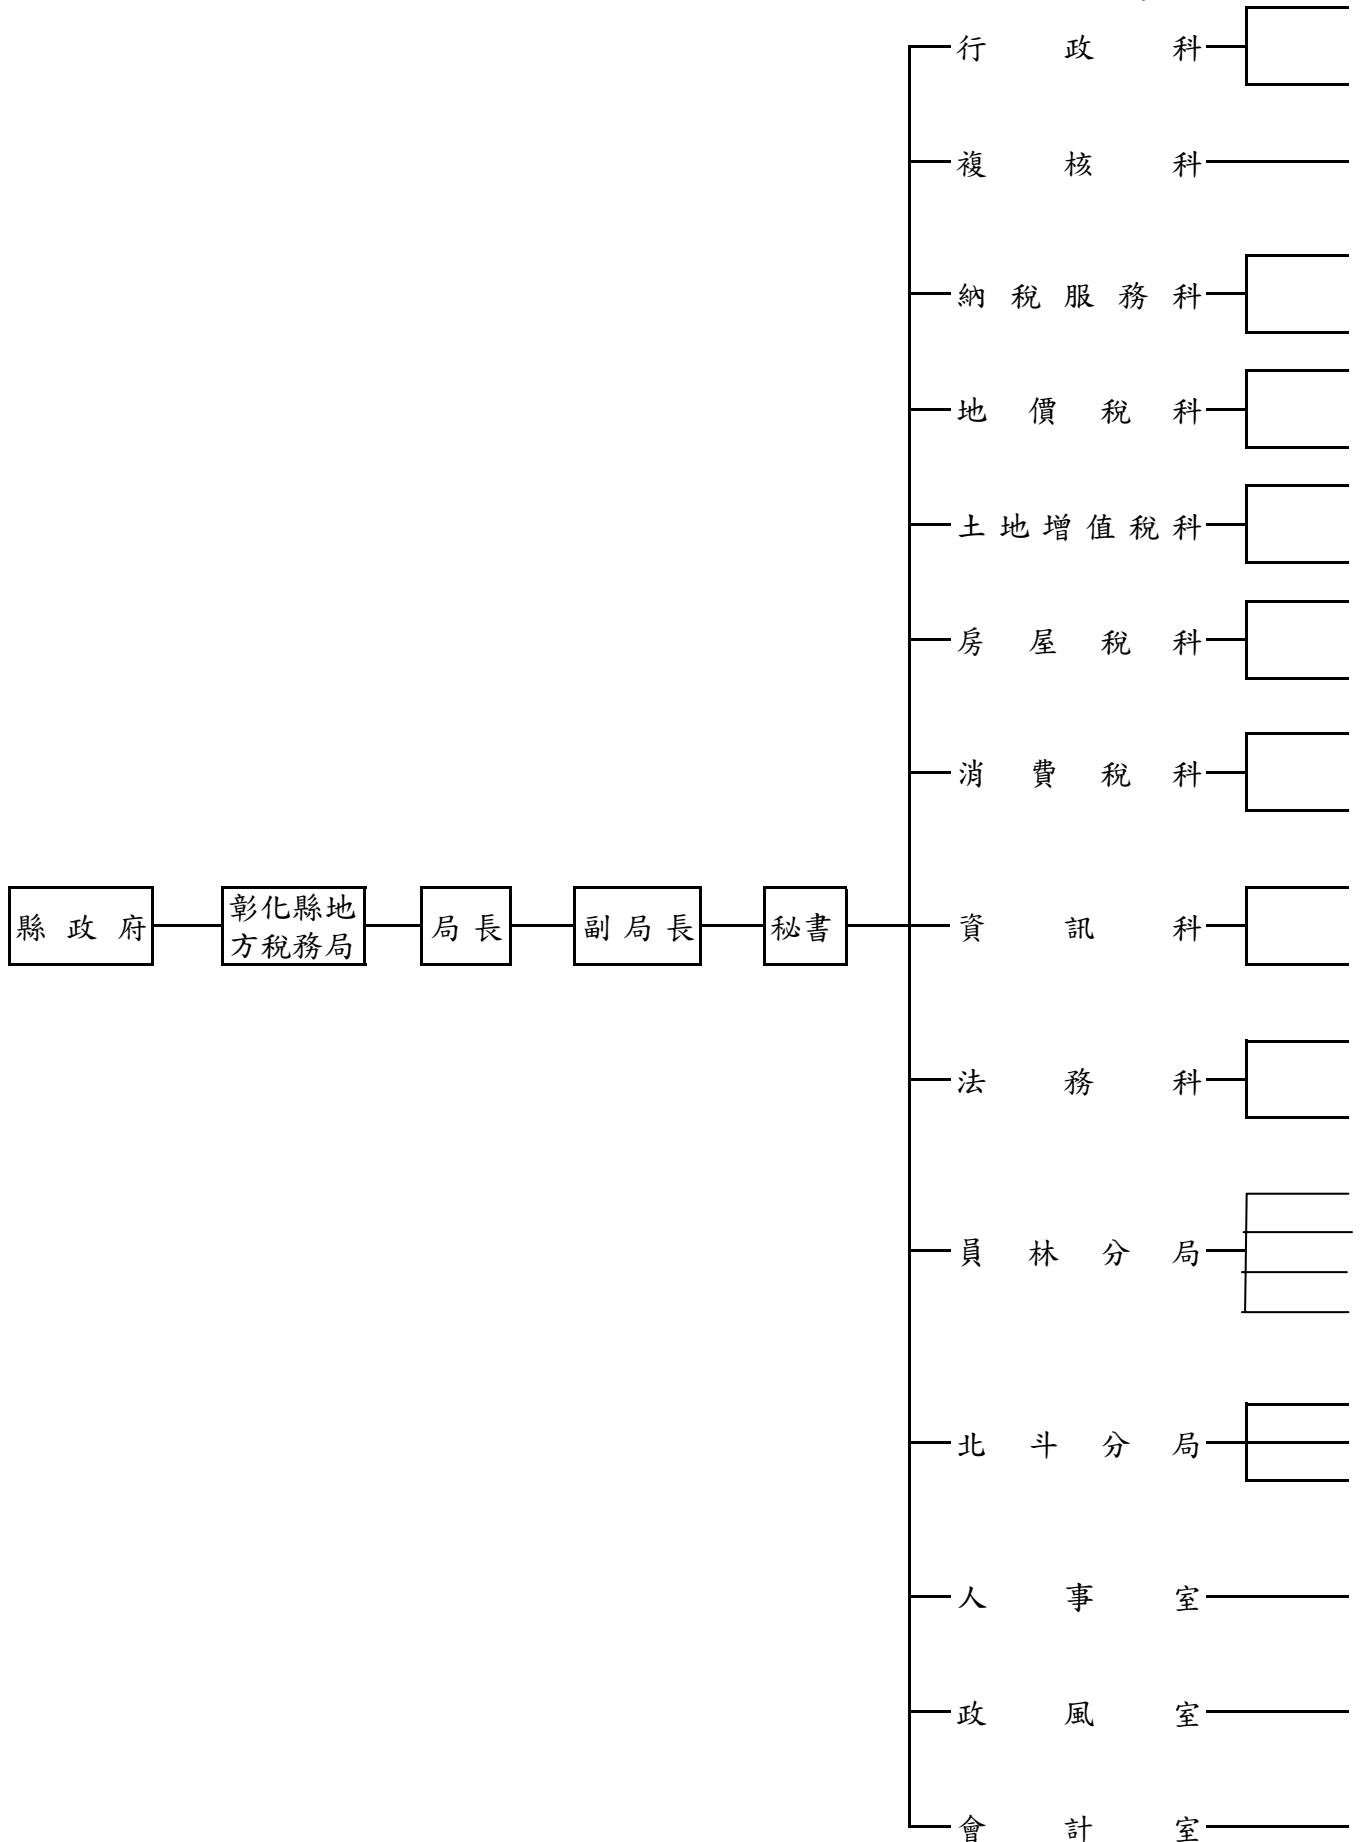 行政科
複核科
納稅服務科
地價稅科
土地增值稅科
房屋稅科
消費稅科
縣政府
彰化縣地
方稅務局
局長
副局長
秘書
資訊科
法務科
員林分局
北斗分局
人事室
政風室
會計室